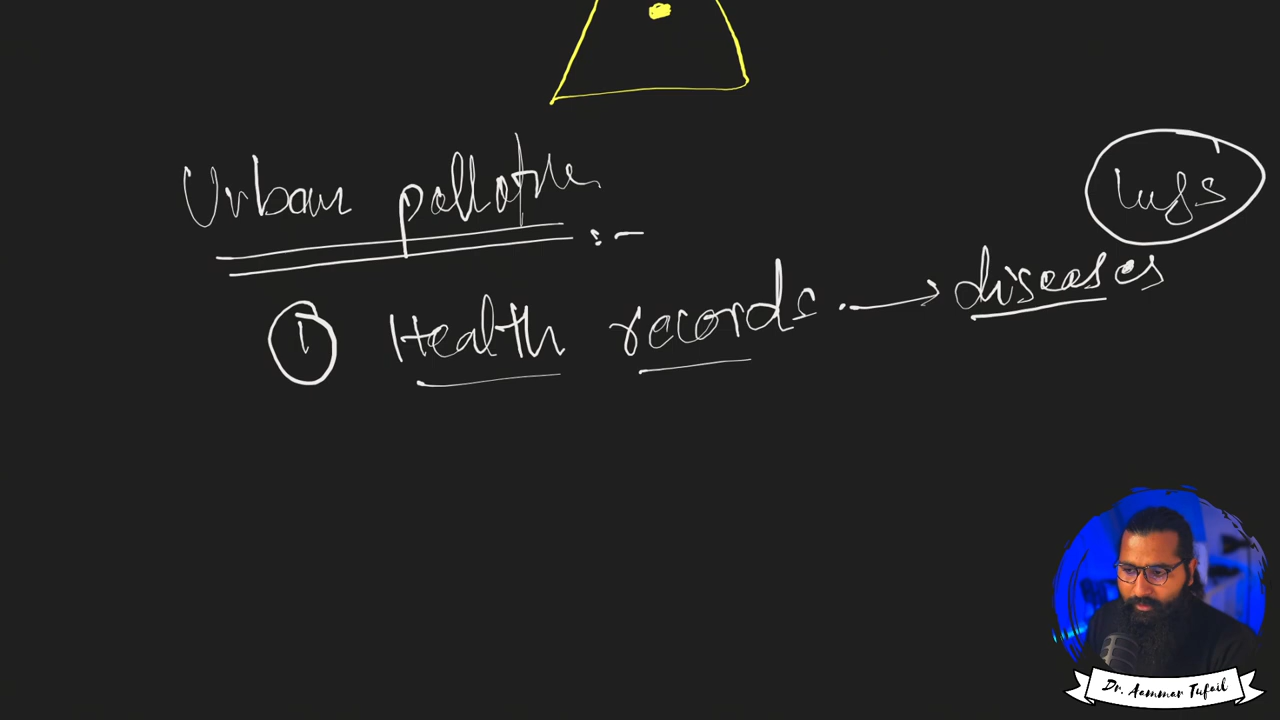 Urban pollution :-
lungs
① Health records . → diseases
Dr. Aammar Tufail